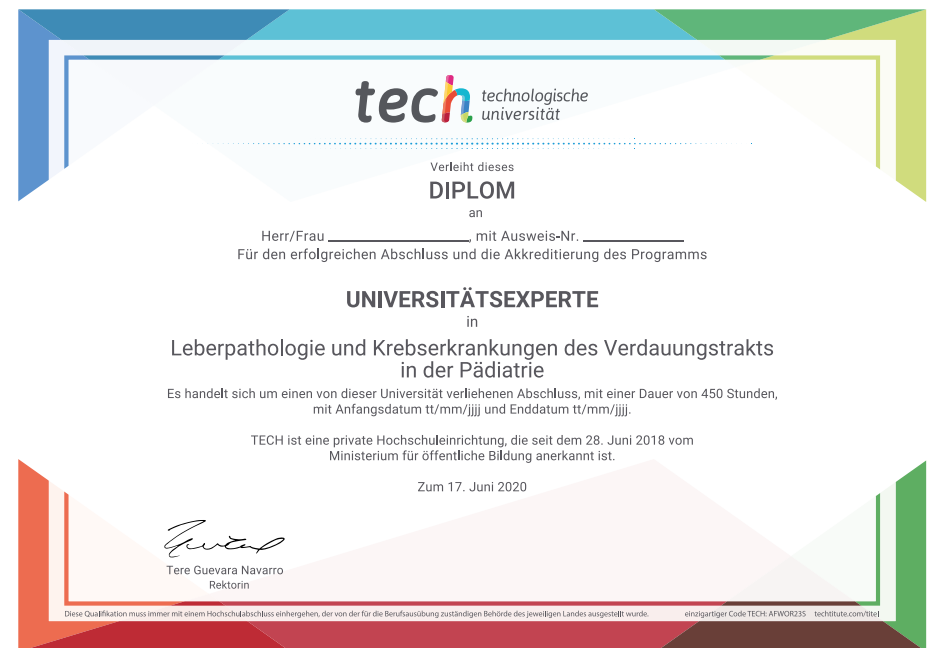 tech technologische
universität
Verleiht dieses
DIPLOM
an
Herr/Frau ____________________, mit Ausweis-Nr. ______________
Für den erfolgreichen Abschluss und die Akkreditierung des Programms
UNIVERSITÄTSEXPERTE
in
Leberpathologie und Krebserkrankungen des Verdauungstrakts
in der Pädiatrie
Es handelt sich um einen von dieser Universität verliehenen Abschluss, mit einer Dauer von 450 Stunden,
mit Anfangsdatum tt/mm/jjjj und Enddatum tt/mm/jjjj.
TECH ist eine private Hochschuleinrichtung, die seit dem 28. Juni 2018 vom
Ministerium für öffentliche Bildung anerkannt ist.
Zum 17. Juni 2020
Tere Guevara Navarro
Rektorin
Diese Qualifikation muss immer mit einem Hochschulabschluss einhergehen, der von der für die Berufsausübung zuständigen Behörde des jeweiligen Landes ausgestellt wurde. einzigartiger Code TECH: AFWOR23S techtitute.com/titel